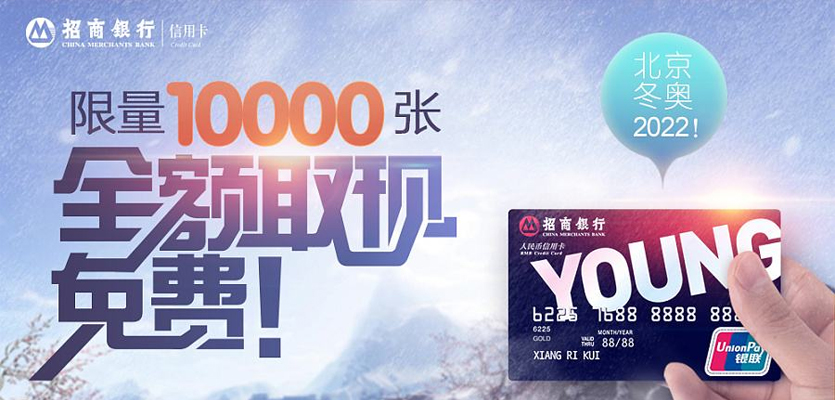 招商银行 信用卡
CHINA MERCHANTS BANK Credit Card
限量10000张
全额取现
免费！
北京
冬奥
2022！
招商银行
CHINA MERCHANTS BANK
人民币信用卡
RMB Credit Card
YOUNG
6225 7688 8888 888
6225
MONTH/YEAR
GOLD VALID THRU 88/88
XIANG RI KUI
UnionPay
银联